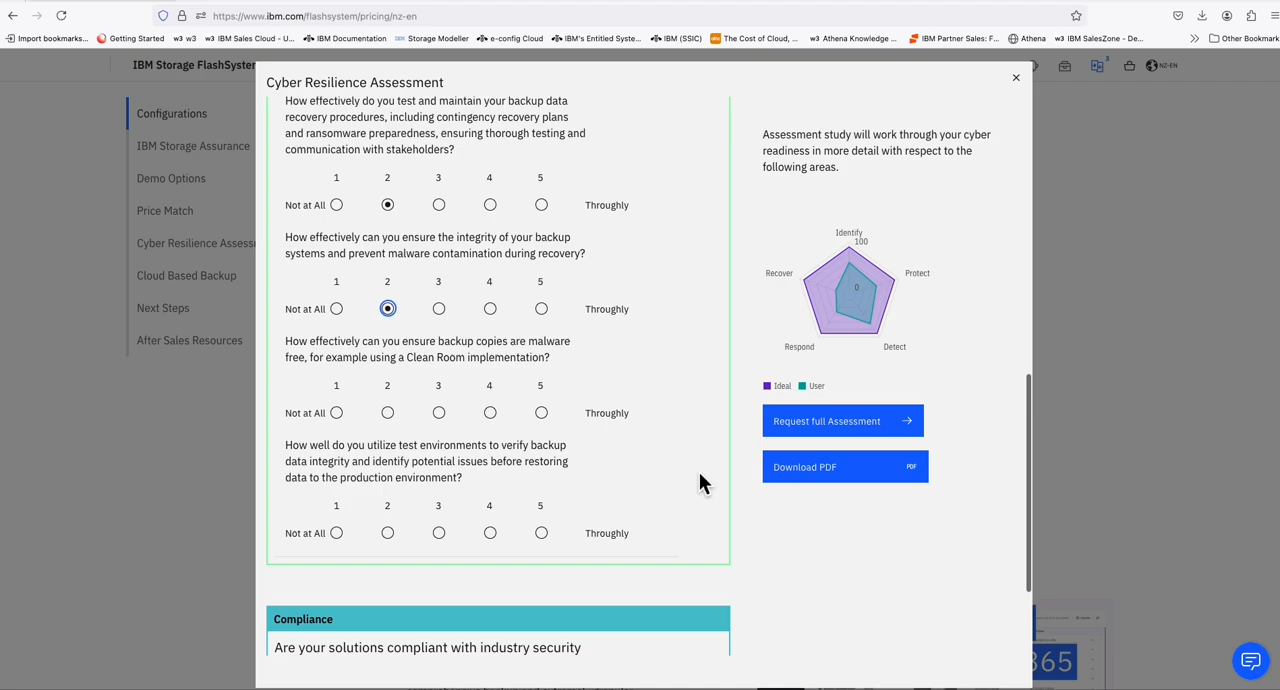 https://www.ibm.com/flashsystem/pricing/nz-en
Import bookmarks...
Getting Started
w3 w3
w3 IBM Sales Cloud - U...
IBM Documentation
IBM Storage Modeller
e-config Cloud
IBM's Entitled Syste...
IBM (SSIC)
The Cost of Cloud, ...
w3 Athena Knowledge ...
IBM Partner Sales: F...
Athena
w3 IBM SalesZone - De...
Other Bookmark
IBM Storage FlashSyster
3
NZ-EN
Configurations
IBM Storage Assurance
Demo Options
Price Match
Cyber Resilience Assess
Cloud Based Backup
Next Steps
After Sales Resources
Cyber Resilience Assessment
How effectively do you test and maintain your backup data
recovery procedures, including contingency recovery plans
and ransomware preparedness, ensuring thorough testing and
communication with stakeholders?
1 2 3 4 5
Not at All Throughly
How effectively can you ensure the integrity of your backup
systems and prevent malware contamination during recovery?
1 2 3 4 5
Not at All Throughly
How effectively can you ensure backup copies are malware
free, for example using a Clean Room implementation?
1 2 3 4 5
Not at All Throughly
How well do you utilize test environments to verify backup
data integrity and identify potential issues before restoring
data to the production environment?
1 2 3 4 5
Not at All Throughly
Compliance
Are your solutions compliant with industry security
Assessment study will work through your cyber
readiness in more detail with respect to the
following areas.
Identify
100
Recover
Protect
0
Respond
Detect
Ideal User
Request full Assessment
Download PDF PDF
365